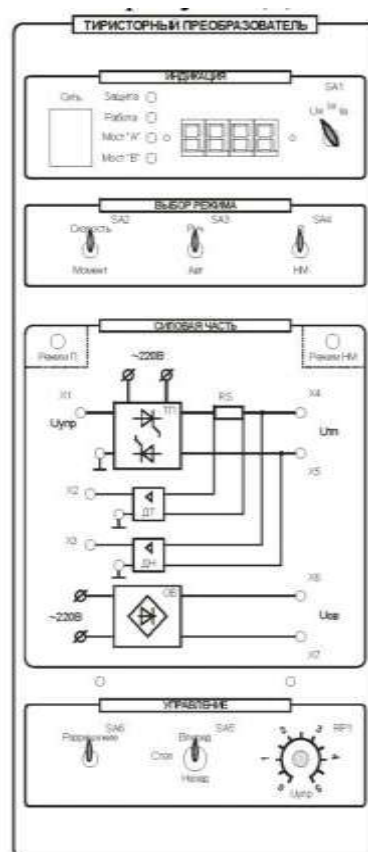 ТИРИСТОРНЫЙ ПРЕОБРАЗОВАТЕЛЬ
ИНДИКАЦИЯ
Сеть
Защита
Работа
Мост "А"
Мост "В"
SA1
ВЫБОР РЕЖИМА
SA2 SA3 SA4
Скорость Руч
Момент Авт НМ
СИЛОВАЯ ЧАСТЬ
Режим П Режим НМ
~220В
X1 ТП RS X4
Uупр Uтп
X5
X2
ДТ
X3
ДН
ОВ X6
~220В Uов
X7
УПРАВЛЕНИЕ
SA6 SA5 RP1
Разрешение Вперед
Стоп
Назад
Uупр